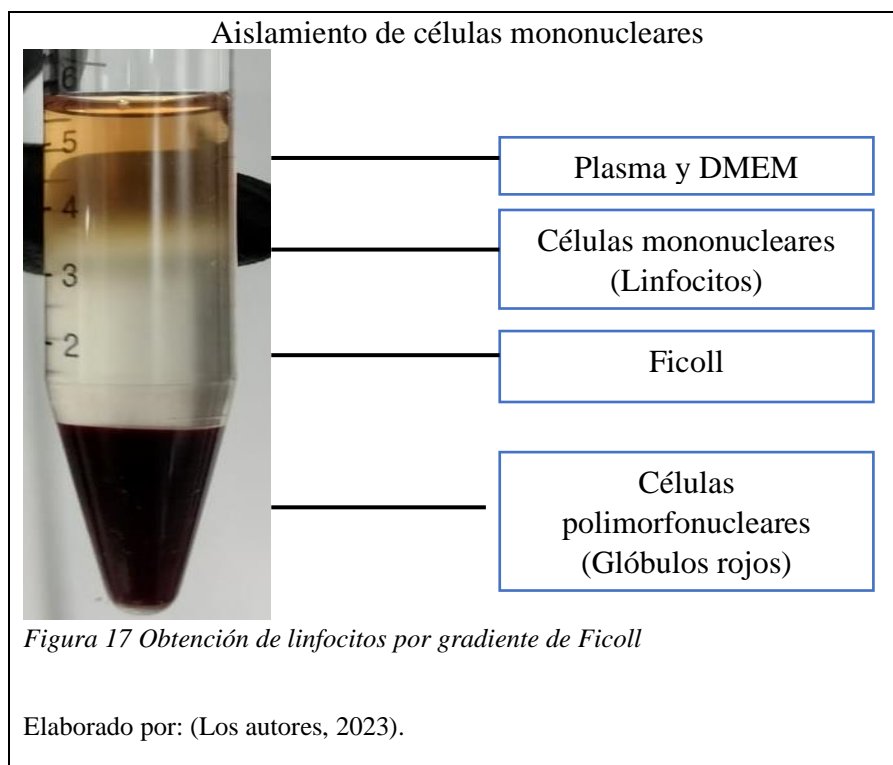 Aislamiento de células mononucleares
6
5
4
3
2
Plasma y DMEM
Células mononucleares
(Linfocitos)
Ficoll
Células
polimorfonucleares
(Glóbulos rojos)
Figura 17 Obtención de linfocitos por gradiente de Ficoll
Elaborado por: (Los autores, 2023).